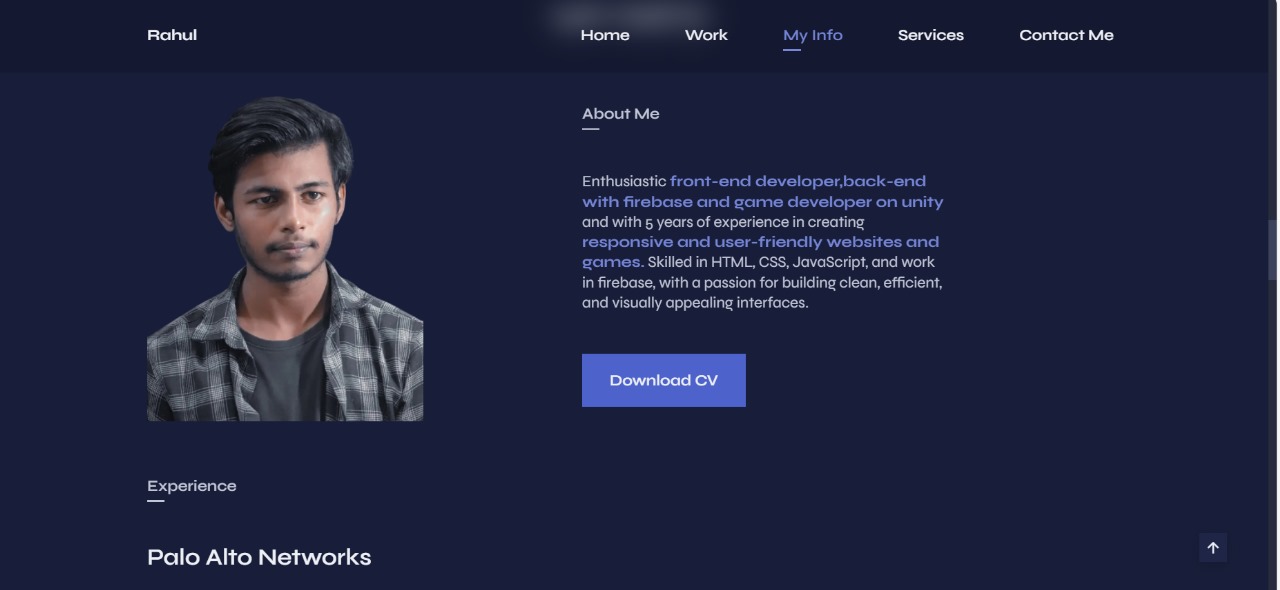 Rahul
Home
Work
My Info
Services
Contact Me
About Me
Enthusiastic front-end developer,back-end
with firebase and game developer on unity
and with 5 years of experience in creating
responsive and user-friendly websites and
games. Skilled in HTML, CSS, JavaScript, and work
in firebase, with a passion for building clean, efficient,
and visually appealing interfaces.
Download CV
Experience
Palo Alto Networks